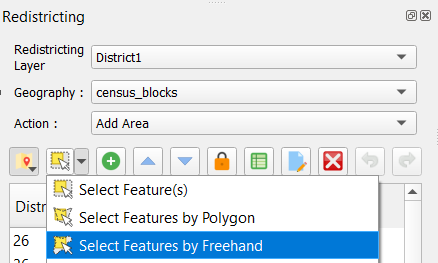 Redistricting
Redistricting
Layer
District1
Geography :
census_blocks
Action :
Add Area
Select Feature(s)
Distr
Select Features by Polygon
26
Select Features by Freehand
26